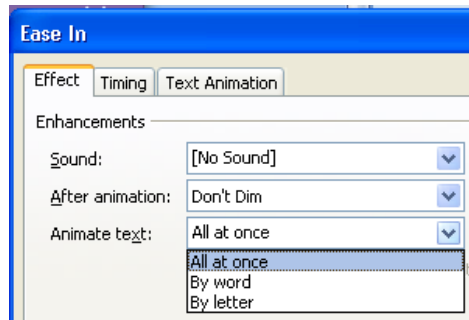 Ease In
Effect Timing Text Animation
Enhancements
Sound: [No Sound]
After animation: Don't Dim
Animate text: All at once
All at once
By word
By letter